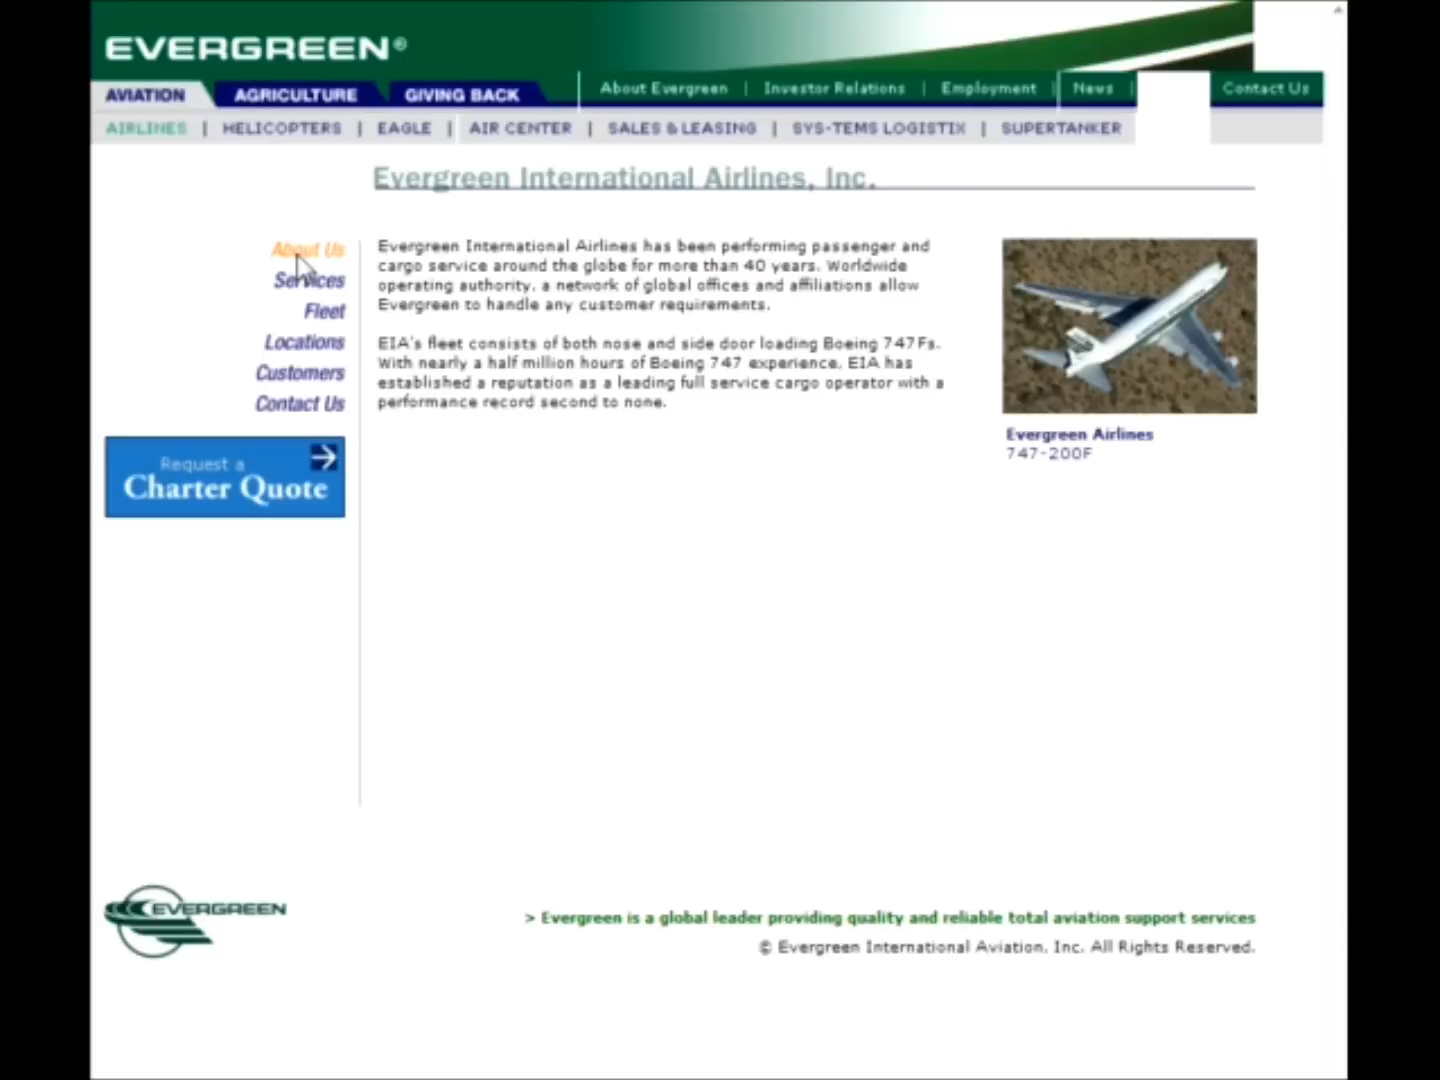 EVERGREEN®
AVIATION AGRICULTURE GIVING BACK About Evergreen | Investor Relations | Employment | News | Contact Us
AIRLINES | HELICOPTERS | EAGLE | AIR CENTER | SALES & LEASING | SYS-TEMS LOGISTIX | SUPERTANKER
Evergreen International Airlines, Inc.
About Us
Services
Fleet
Locations
Customers
Contact Us
Request a
Charter Quote
Evergreen International Airlines has been performing passenger and
cargo service around the globe for more than 40 years. Worldwide
operating authority, a network of global offices and affiliations allow
Evergreen to handle any customer requirements.
EIA's fleet consists of both nose and side door loading Boeing 747Fs.
With nearly a half million hours of Boeing 747 experience, EIA has
established a reputation as a leading full service cargo operator with a
performance record second to none.
Evergreen Airlines
747-200F
EVERGREEN
> Evergreen is a global leader providing quality and reliable total aviation support services
© Evergreen International Aviation, Inc. All Rights Reserved.